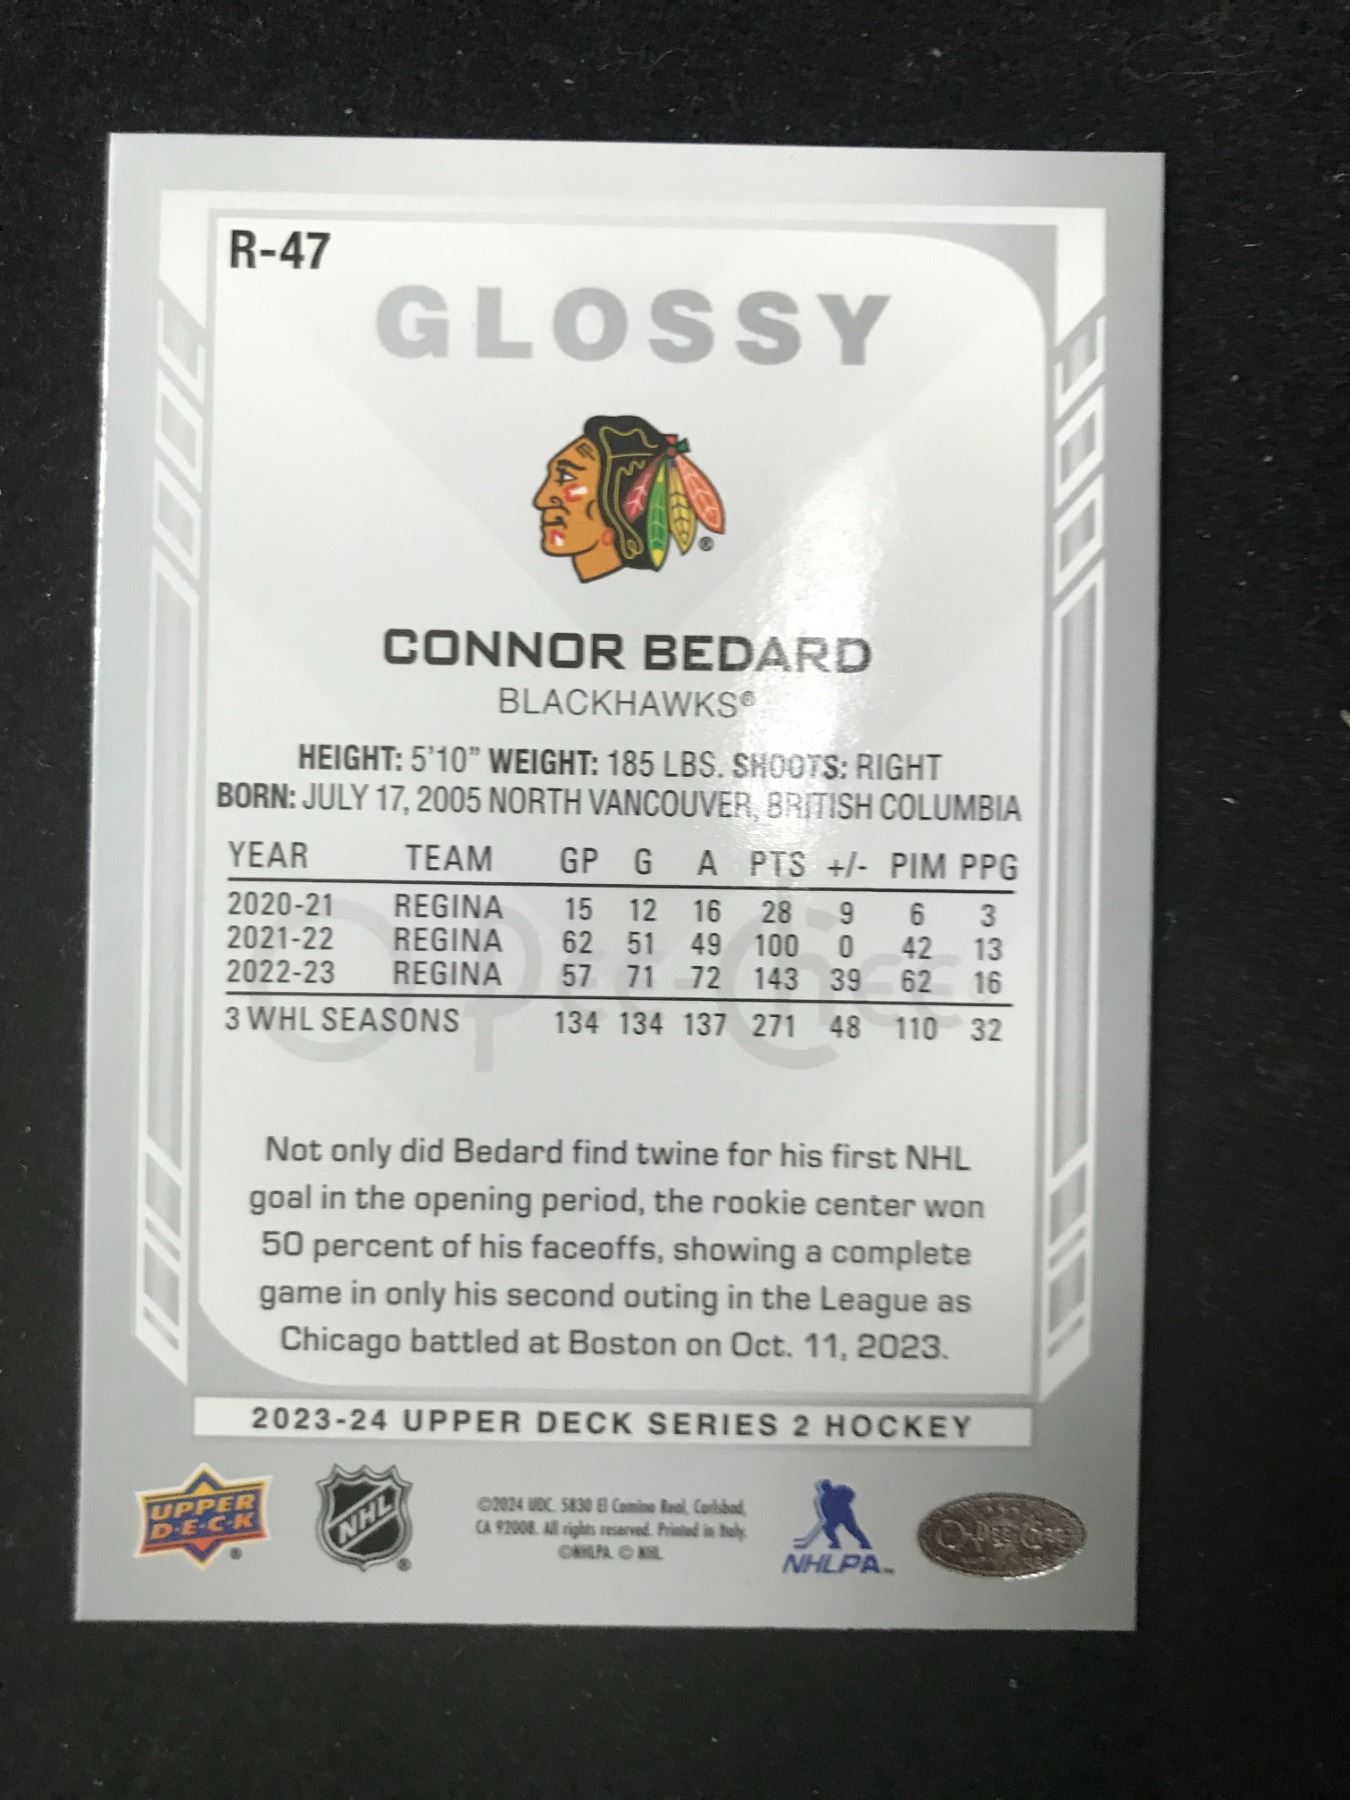 R-47
GLOSSY
®
CONNOR BEDARD
BLACKHAWKS®
HEIGHT: 5'10" WEIGHT: 185 LBS. SHOOTS: RIGHT
BORN: JULY 17, 2005 NORTH VANCOUVER, BRITISH COLUMBIA
YEAR TEAM GP G A PTS +/- PIM PPG
2020-21 REGINA 15 12 16 28 9 6 3
2021-22 REGINA 62 51 49 100 0 42 13
2022-23 REGINA 57 71 72 143 39 62 16
3 WHL SEASONS 134 134 137 271 48 110 32
O-PEE-CHEE®
Not only did Bedard find twine for his first NHL
goal in the opening period, the rookie center won
50 percent of his faceoffs, showing a complete
game in only his second outing in the League as
Chicago battled at Boston on Oct. 11, 2023.
2023-24 UPPER DECK SERIES 2 HOCKEY
UPPER
D·E·C·K
®
NHL
®
©2024 UDC. 5830 El Camino Real, Carlsbad,
CA 92008. All rights reserved. Printed in Italy.
©NHLPA. © NHL
NHLPA™
O-PEE-CHEE